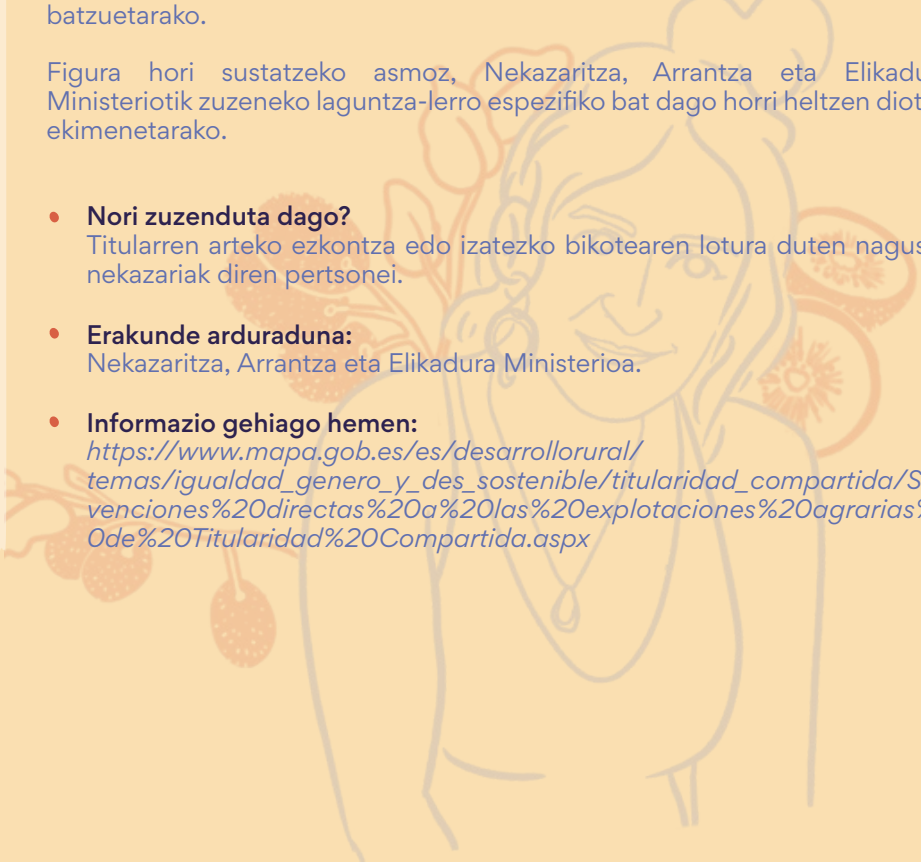 batzuetarako.
Figura hori sustatzeko asmoz, Nekazaritza, Arrantza eta
Ministeriotik zuzeneko laguntza-lerro espezifiko bat dago horri heltzen
ekimenetarako.
Nori zuzenduta dago?
Titularren arteko ezkontza edo izatezko bikotearen lotura duten
nekazariak diren pertsonei.
Erakunde arduraduna:
Nekazaritza, Arrantza eta Elikadura Ministerioa.
Informazio gehiago hemen:
https://www.mapa.gob.es/es/desarrollorural/
temas/igualdad_genero_y_des_sostenible/titularidad_compartida/S
venciones%20directas%20a%20las%20explotaciones%20agrarias%
0de%20Titularidad%20Compartida.aspx